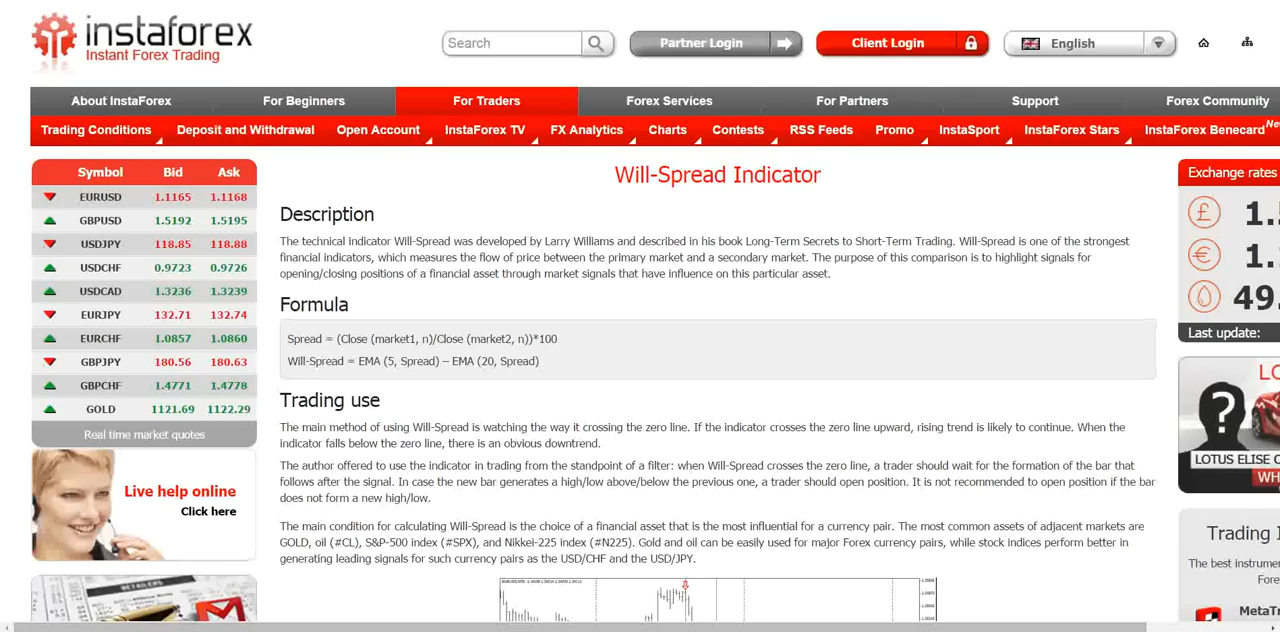 instaforex
Instant Forex Trading
Search
Partner Login
Client Login
English
About InstaForex
For Beginners
For Traders
Forex Services
For Partners
Support
Forex Community
Trading Conditions
Deposit and Withdrawal
Open Account
InstaForex TV
FX Analytics
Charts
Contests
RSS Feeds
Promo
InstaSport
InstaForex Stars
InstaForex Benecard
Symbol Bid Ask
EURUSD 1.1165 1.1168
GBPUSD 1.5192 1.5195
USDJPY 118.85 118.88
USDCHF 0.9723 0.9726
USDCAD 1.3236 1.3239
EURJPY 132.71 132.74
EURCHF 1.0857 1.0860
GBPJPY 180.56 180.63
GBPCHF 1.4771 1.4778
GOLD 1121.69 1122.29
Real time market quotes
Live help online
Click here
Will-Spread Indicator
Description
The technical indicator Will-Spread was developed by Larry Williams and described in his book Long-Term Secrets to Short-Term Trading. Will-Spread is one of the strongest
financial indicators, which measures the flow of price between the primary market and a secondary market. The purpose of this comparison is to highlight signals for
opening/closing positions of a financial asset through market signals that have influence on this particular asset.
Formula
Spread = (Close (market1, n)/Close (market2, n))*100
Will-Spread = EMA (5, Spread) – EMA (20, Spread)
Trading use
The main method of using Will-Spread is watching the way it crossing the zero line. If the indicator crosses the zero line upward, rising trend is likely to continue. When the
indicator falls below the zero line, there is an obvious downtrend.
The author offered to use the indicator in trading from the standpoint of a filter: when Will-Spread crosses the zero line, a trader should wait for the formation of the bar that
follows after the signal. In case the new bar generates a high/low above/below the previous one, a trader should open position. It is not recommended to open position if the bar
does not form a new high/low.
The main condition for calculating Will-Spread is the choice of a financial asset that is the most influential for a currency pair. The most common assets of adjacent markets are
GOLD, oil (#CL), S&P-500 index (#SPX), and Nikkei-225 index (#N225). Gold and oil can be easily used for major Forex currency pairs, while stock indices perform better in
generating leading signals for such currency pairs as the USD/CHF and the USD/JPY.
Exchange rates
£ 1.
€ 1.
49.
Last update:
?
LOTUS ELISE
WH
Trading
The best instrume
Fore
MetaTr